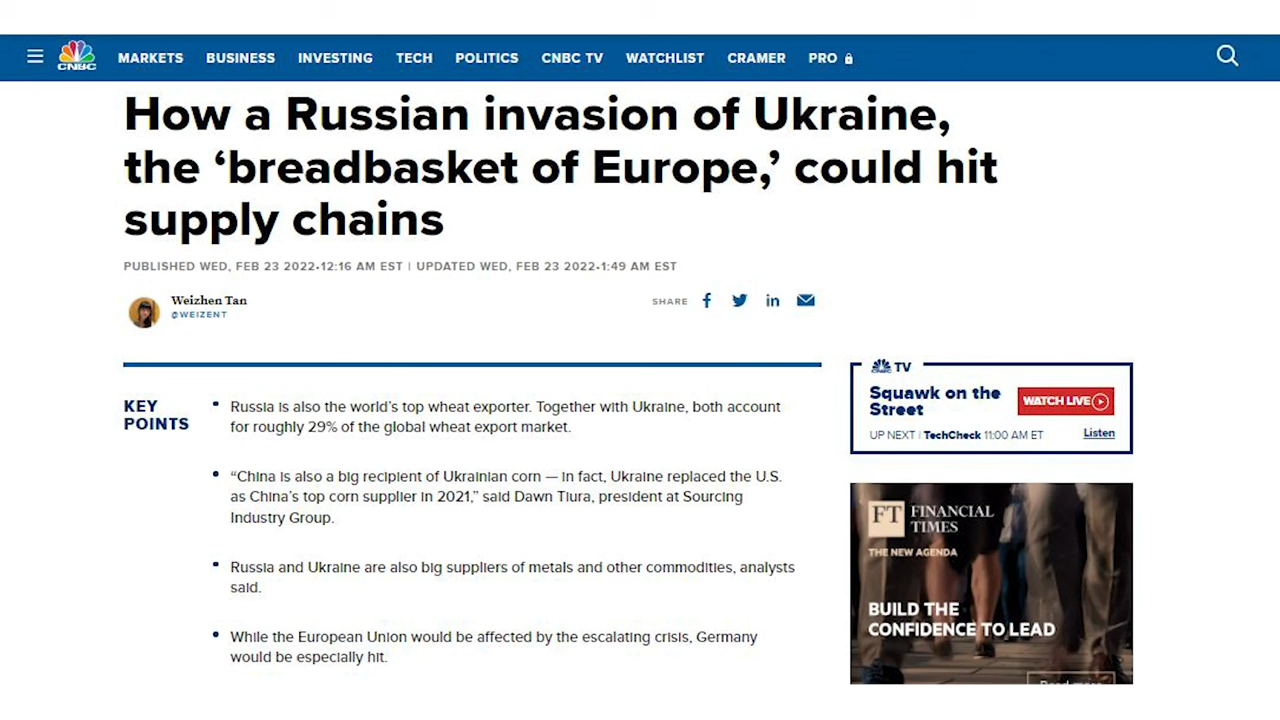 CNBC
MARKETS BUSINESS INVESTING TECH POLITICS CNBC TV WATCHLIST CRAMER PRO
How a Russian invasion of Ukraine,
the ‘breadbasket of Europe,’ could hit
supply chains
PUBLISHED WED, FEB 23 2022•12:16 AM EST | UPDATED WED, FEB 23 2022•1:49 AM EST
Weizhen Tan
@WEIZENT
SHARE
KEY
POINTS
Russia is also the world’s top wheat exporter. Together with Ukraine, both account
for roughly 29% of the global wheat export market.
“China is also a big recipient of Ukrainian corn — in fact, Ukraine replaced the U.S.
as China’s top corn supplier in 2021,” said Dawn Tiura, president at Sourcing
Industry Group.
Russia and Ukraine are also big suppliers of metals and other commodities, analysts
said.
While the European Union would be affected by the escalating crisis, Germany
would be especially hit.
CNBC TV
Squawk on the
Street
WATCH LIVE
UP NEXT | TechCheck 11:00 AM ET
Listen
FT FINANCIAL
TIMES
THE NEW AGENDA
BUILD THE
CONFIDENCE TO LEAD
Read more